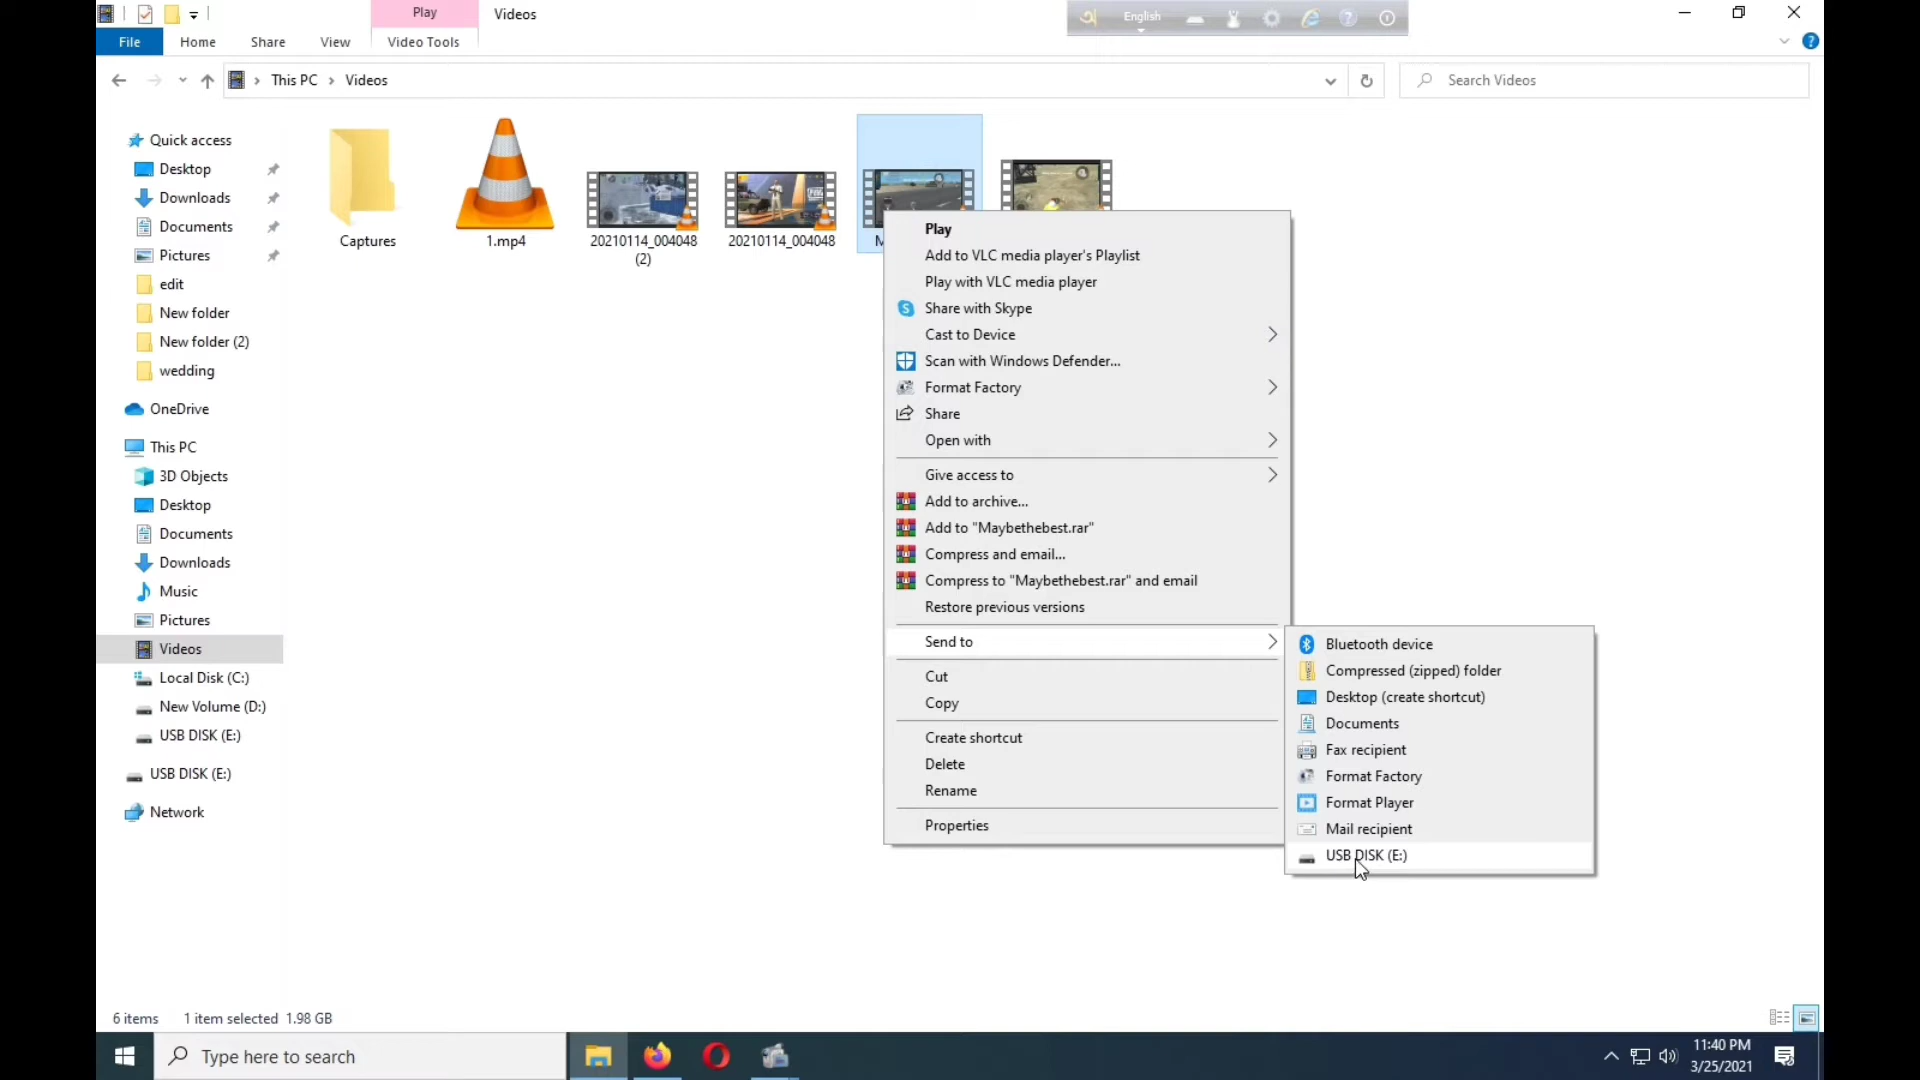 Play
Videos
English
File
Home
Share
View
Video Tools
This PC
Videos
Search Videos
Quick access
Desktop
Downloads
Documents
Pictures
edit
New folder
New folder (2)
wedding
OneDrive
This PC
3D Objects
Desktop
Documents
Downloads
Music
Pictures
Videos
Local Disk (C:)
New Volume (D:)
USB DISK (E:)
USB DISK (E:)
Network
Captures
1.mp4
20210114_004048
(2)
20210114_004048
Play
Add to VLC media player's Playlist
Play with VLC media player
Share with Skype
Cast to Device
Scan with Windows Defender...
Format Factory
Share
Open with
Give access to
Add to archive...
Add to "Maybethebest.rar"
Compress and email...
Compress to "Maybethebest.rar" and email
Restore previous versions
Send to
Cut
Copy
Create shortcut
Delete
Rename
Properties
Bluetooth device
Compressed (zipped) folder
Desktop (create shortcut)
Documents
Fax recipient
Format Factory
Format Player
Mail recipient
USB DISK (E:)
6 items
1 item selected 1.98 GB
Type here to search
11:40 PM
3/25/2021